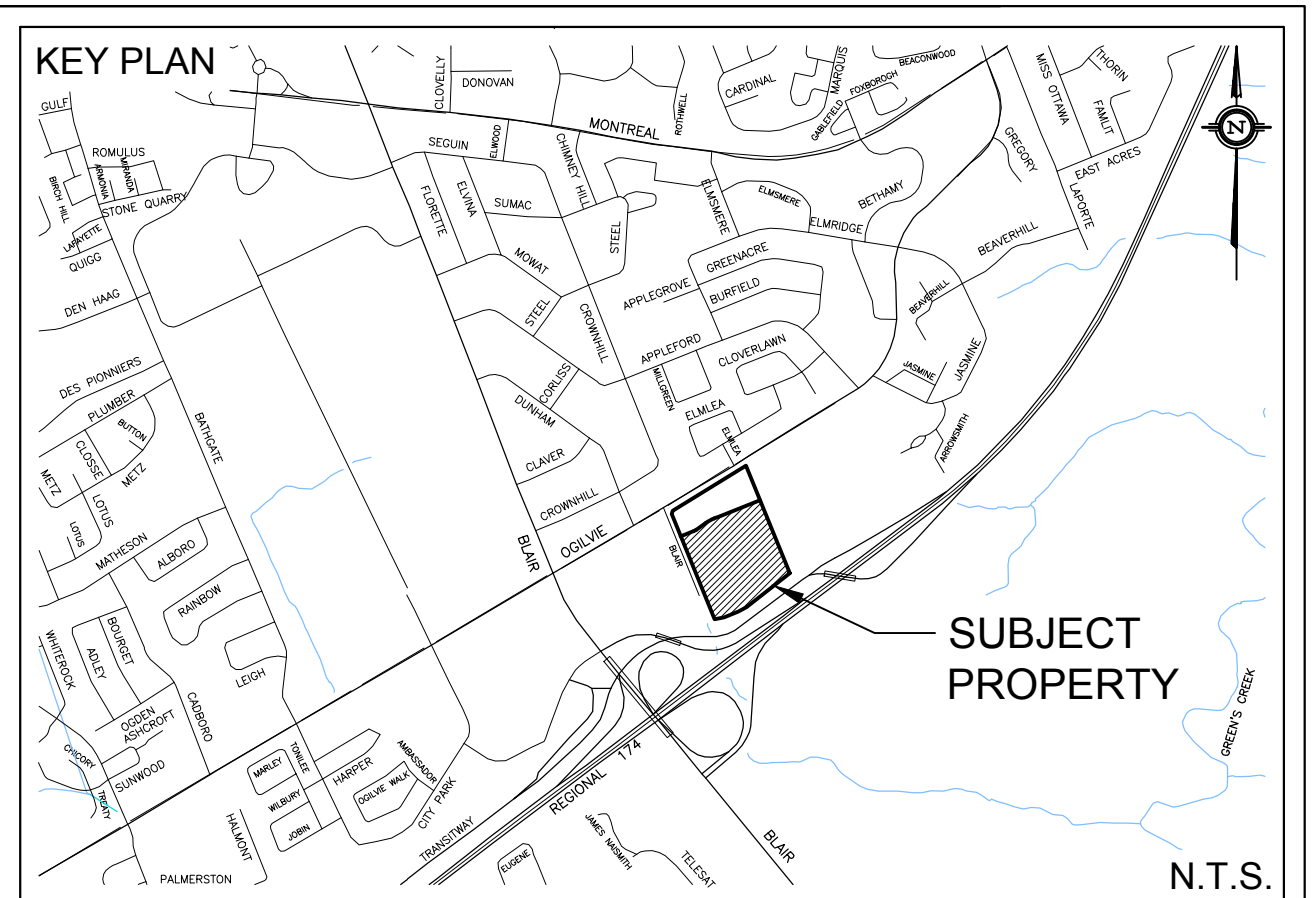 KEY PLAN
GULF
ROMULUS
BIRCH HILL
ARMONIA
MIRANDA
STONE QUARRY
LAFAYETTE
QUIGG
DEN HAAG
CLOVELLY
DONOVAN
SEGUIN
ELWOOD
MONTREAL
ROTHWELL
CARDINAL
MARQUIS
BEACONWOOD
FOXBOROGH
GABLEFIELD
MISS OTTAWA
THORIN
FAMLIT
GREGORY
EAST ACRES
LAPORTE
N
FLORETTE
ELVINA
SUMAC
CHIMNEY HILL
STEEL
ELMSMERE
ELMSMERE
BETHAMY
ELMRIDGE
BEAVERHILL
MOWAT
STEEL
CROWNHILL
APPLEGROVE
GREENACRE
BURFIELD
BEAVERHILL
APPLEFORD
CLOVERLAWN
JASMINE
JASMINE
DES PIONNIERS
PLUMBER
BUTTON
CLOSSE
METZ
METZ
LOTUS
LOTUS
BATHGATE
CORLISS
DUNHAM
CLAVER
CROWNHILL
MILLGREEN
ELMLEA
ELMLEA
ARROWSMITH
MATHESON
ALBORO
RAINBOW
BLAIR
OGILVIE
BLAIR
WHITEROCK
ADLEY
BOURGET
LEIGH
SUBJECT
PROPERTY
OGDEN
ASHCROFT
CADBORO
CHICORY
SUNWOOD
TREATY
MARLEY
TONILEE
HARPER
WILBURY
JOBIN
OGILVIE WALK
AMBASSADOR
CITY PARK
HALMONT
PALMERSTON
TRANSITWAY
REGIONAL 174
EUGENE
JAMES NAISMITH
TELESAT
BLAIR
GREEN'S CREEK
N.T.S.